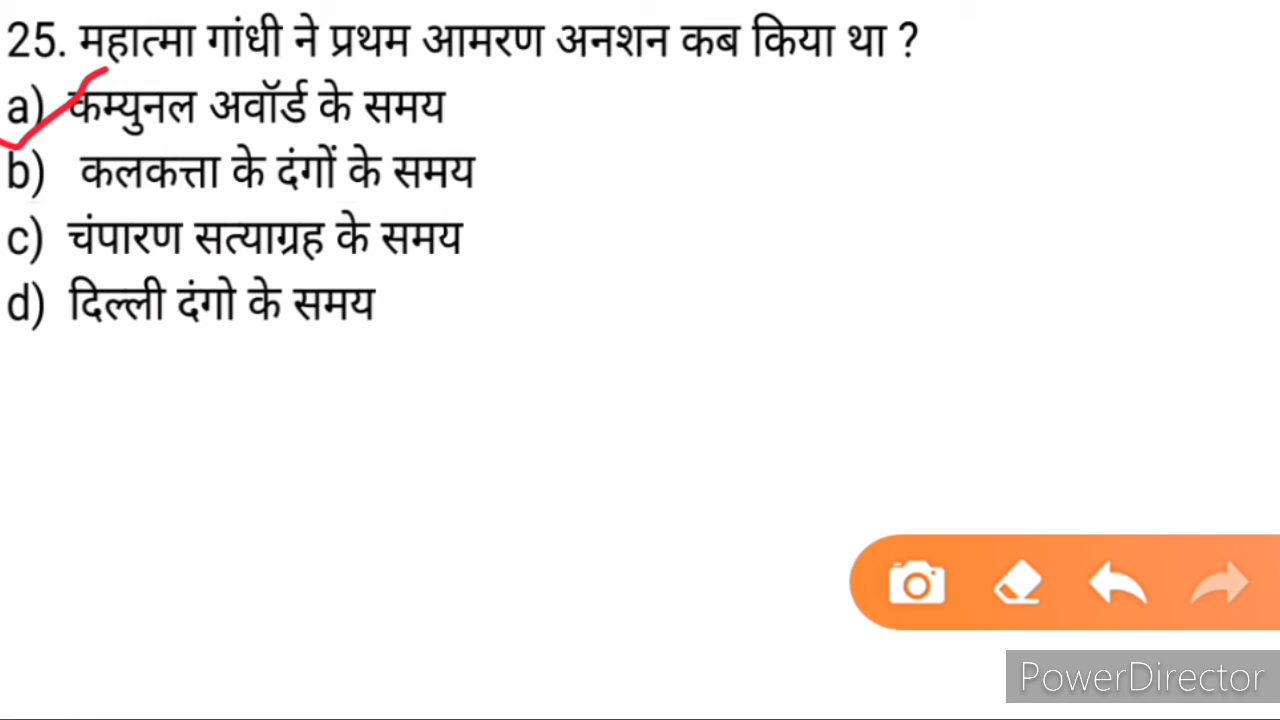 25. महात्मा गांधी ने प्रथम आमरण अनशन कब किया था ?
a) कम्युनल अवॉर्ड के समय
b) कलकत्ता के दंगों के समय
c) चंपारण सत्याग्रह के समय
d) दिल्ली दंगो के समय
PowerDirector